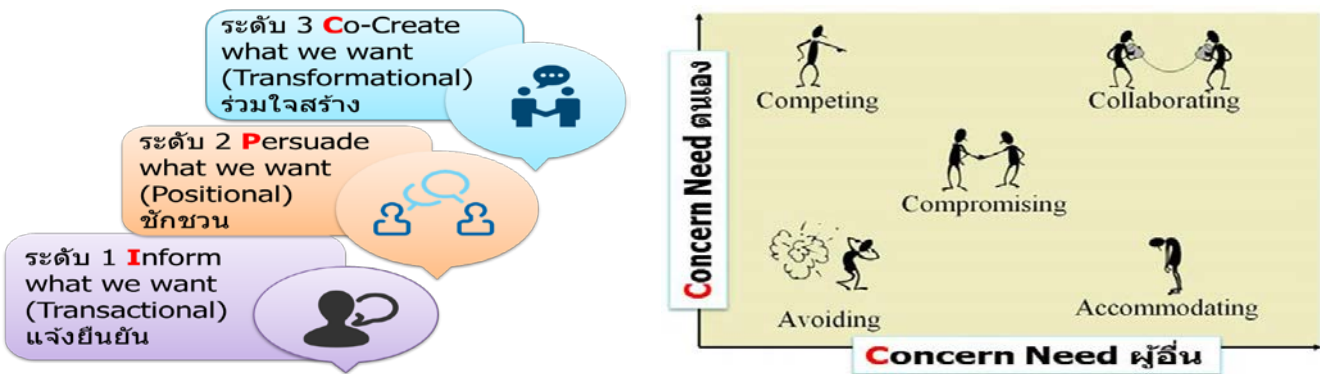 ระดับ 3 Co-Create
what we want
(Transformational)
ร่วมใจสร้าง
ระดับ 2 Persuade
what we want
(Positional)
ชักชวน
ระดับ 1 Inform
what we want
(Transactional)
แจ้งยืนยัน
Concern Need ตนเอง
Competing
Collaborating
Compromising
Avoiding
Accommodating
Concern Need ผู้อื่น